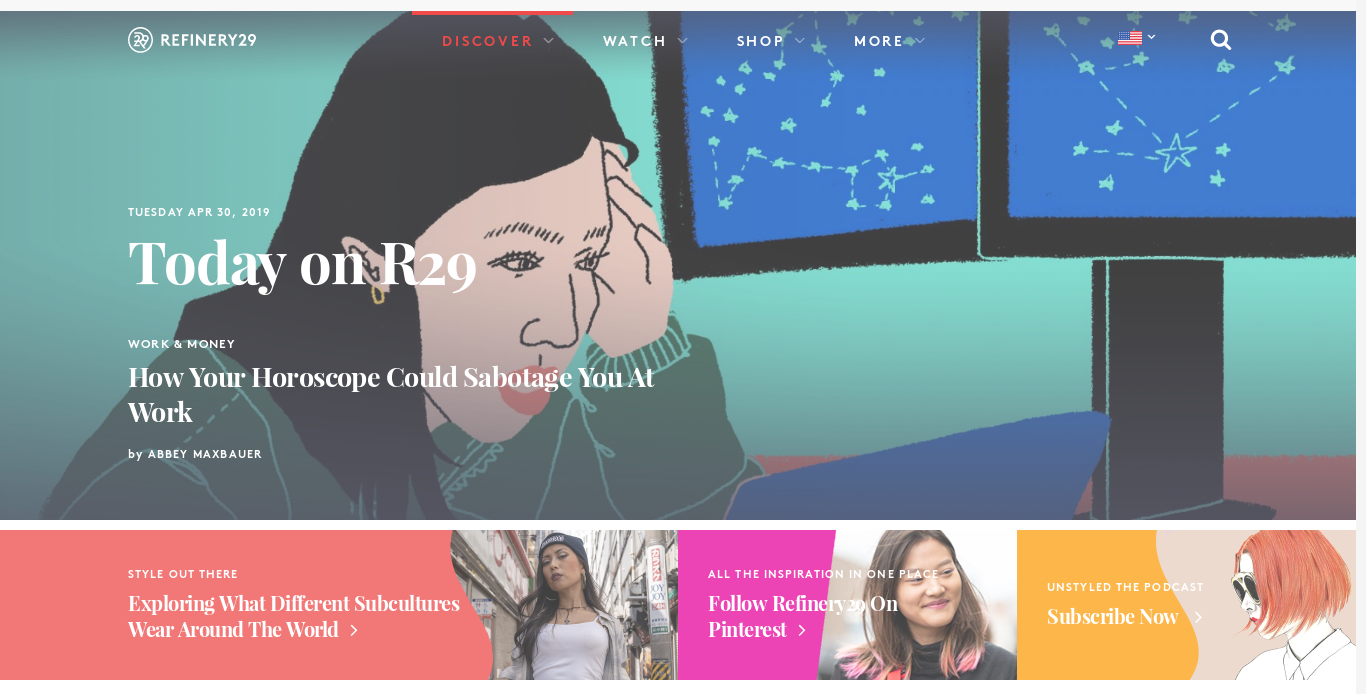 REFINERY29
DISCOVER
WATCH
SHOP
MORE
TUESDAY APR 30, 2019
Today on R29
WORK & MONEY
How Your Horoscope Could Sabotage You At
Work
by ABBEY MAXBAUER
STYLE OUT THERE
Exploring What Different Subcultures
Wear Around The World
ALL THE INSPIRATION IN ONE PLACE
Follow Refinery29 On
Pinterest
UNSTYLED THE PODCAST
Subscribe Now